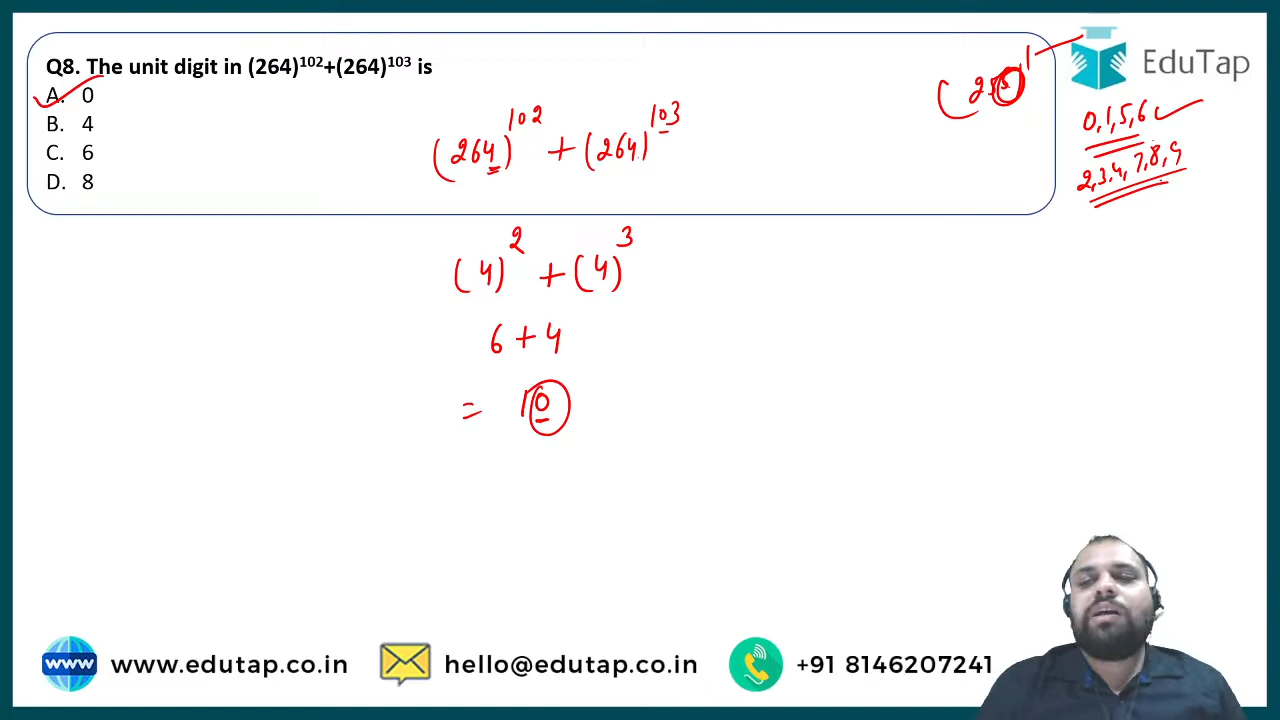 Q8. The unit digit in (264)¹⁰²+(264)¹⁰³ is
A. 0
B. 4
C. 6
D. 8
(264)¹⁰² + (264)¹⁰³
(4)² + (4)³
6 + 4
= 10
EduTap
0,1,5,6
2,3,4,7,8,9
www.edutap.co.in
hello@edutap.co.in
+91 8146207241